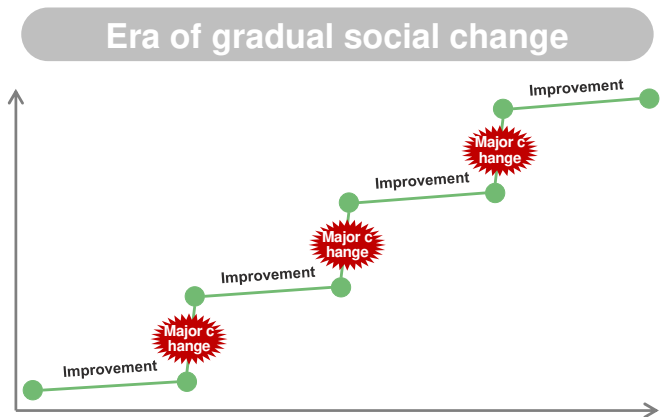 Era of gradual social change
Improvement
Major c
hange
Improvement
Major c
hange
Improvement
Major c
hange
Improvement